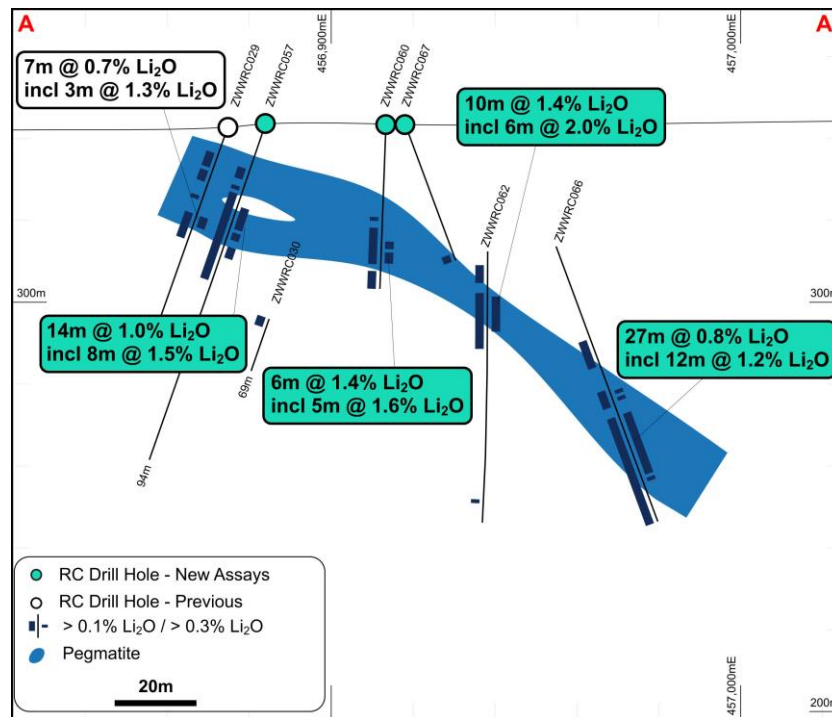 A
A
456,900mE
457,000mE
ZWWRC029
ZWWRC057
ZWWRC060
ZWWRC067
7m @ 0.7% Li₂O
incl 3m @ 1.3% Li₂O
10m @ 1.4% Li₂O
incl 6m @ 2.0% Li₂O
ZWWRC062
ZWWRC066
ZWWRC030
300m
300m
14m @ 1.0% Li₂O
incl 8m @ 1.5% Li₂O
27m @ 0.8% Li₂O
incl 12m @ 1.2% Li₂O
6m @ 1.4% Li₂O
incl 5m @ 1.6% Li₂O
69m
94m
RC Drill Hole - New Assays
RC Drill Hole - Previous
> 0.1% Li₂O / > 0.3% Li₂O
Pegmatite
20m
457,000mE
200m